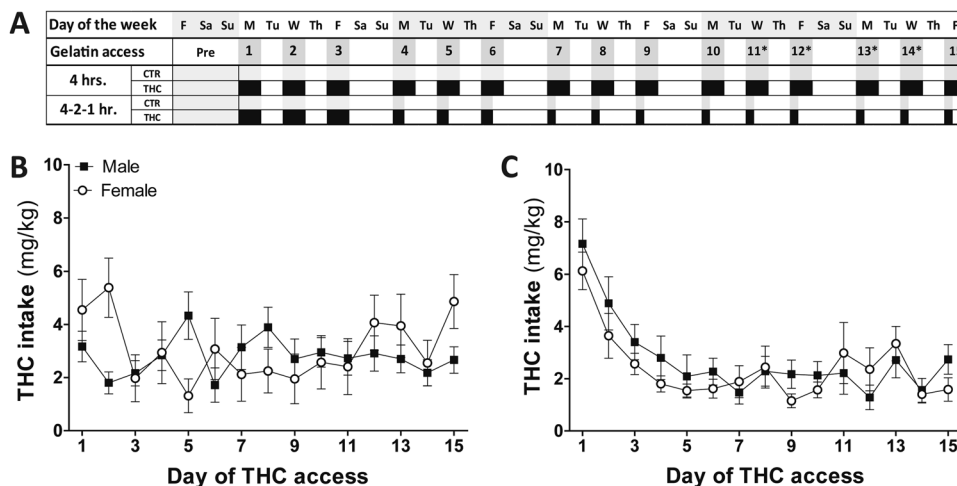 A
Day of the week F Sa Su M Tu W Th F Sa Su M Tu W Th F Sa Su M Tu W Th F Sa Su M Tu W Th F Sa Su M Tu W Th F
Gelatin access Pre 1 2 3 4 5 6 7 8 9 10 11* 12* 13* 14*
4 hrs. CTR
THC
4-2-1 hr. CTR
THC
B
Male
Female
THC intake (mg/kg)
10
8
6
4
2
0
1 3 5 7 9 11 13 15
Day of THC access
C
THC intake (mg/kg)
10
8
6
4
2
0
1 3 5 7 9 11 13 15
Day of THC access